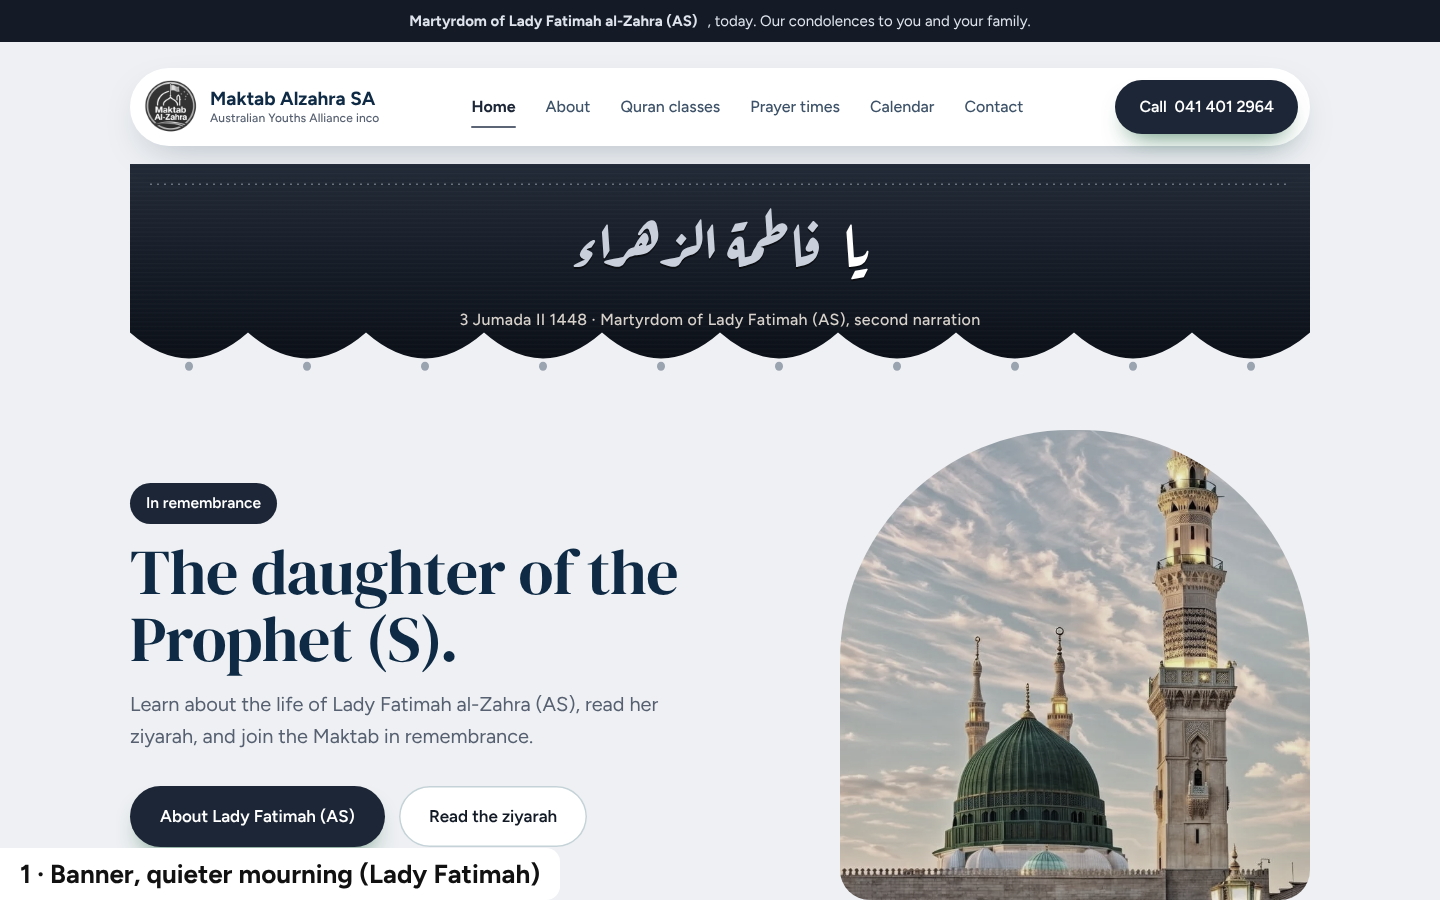 Martyrdom of Lady Fatimah al-Zahra (AS) , today. Our condolences to you and your family.
Maktab Al-Zahra
Maktab Alzahra SA
Australian Youths Alliance inco
Home About Quran classes Prayer times Calendar Contact
Call 041 401 2964
يا فاطمة الزهراء
3 Jumada II 1448 · Martyrdom of Lady Fatimah (AS), second narration
In remembrance
The daughter of the
Prophet (S).
Learn about the life of Lady Fatimah al-Zahra (AS), read her
ziyarah, and join the Maktab in remembrance.
About Lady Fatimah (AS) Read the ziyarah
1 · Banner, quieter mourning (Lady Fatimah)